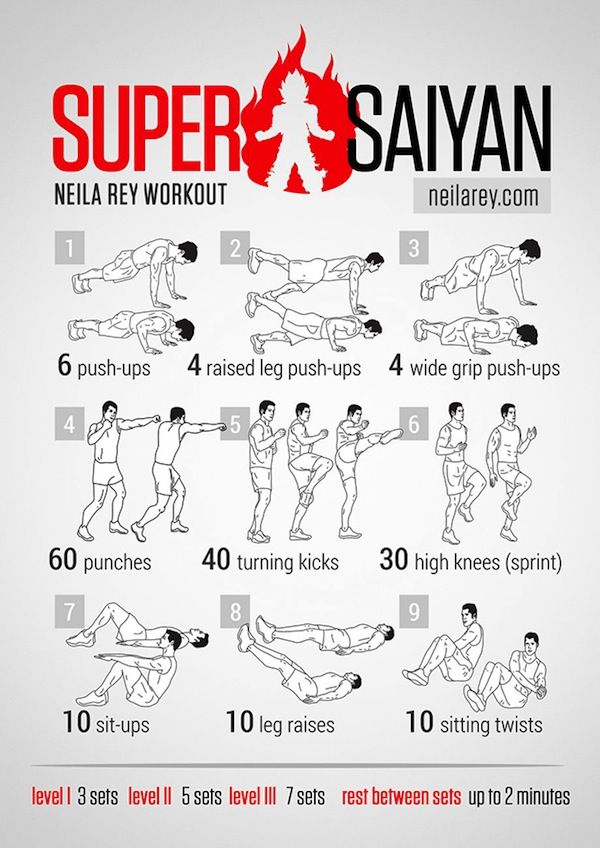 SUPER SAIYAN
NEILA REY WORKOUT
neilarey.com
1
6 push-ups
2
4 raised leg push-ups
3
4 wide grip push-ups
4
60 punches
5
40 turning kicks
6
30 high knees (sprint)
7
10 sit-ups
8
10 leg raises
9
10 sitting twists
level I 3 sets level II 5 sets level III 7 sets rest between sets up to 2 minutes